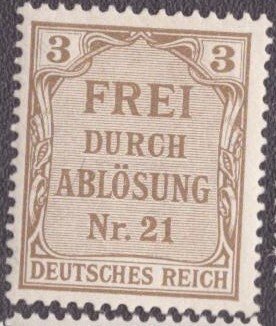 3 3
FREI
DURCH
ABLÖSUNG
Nr. 21
DEUTSCHES REICH